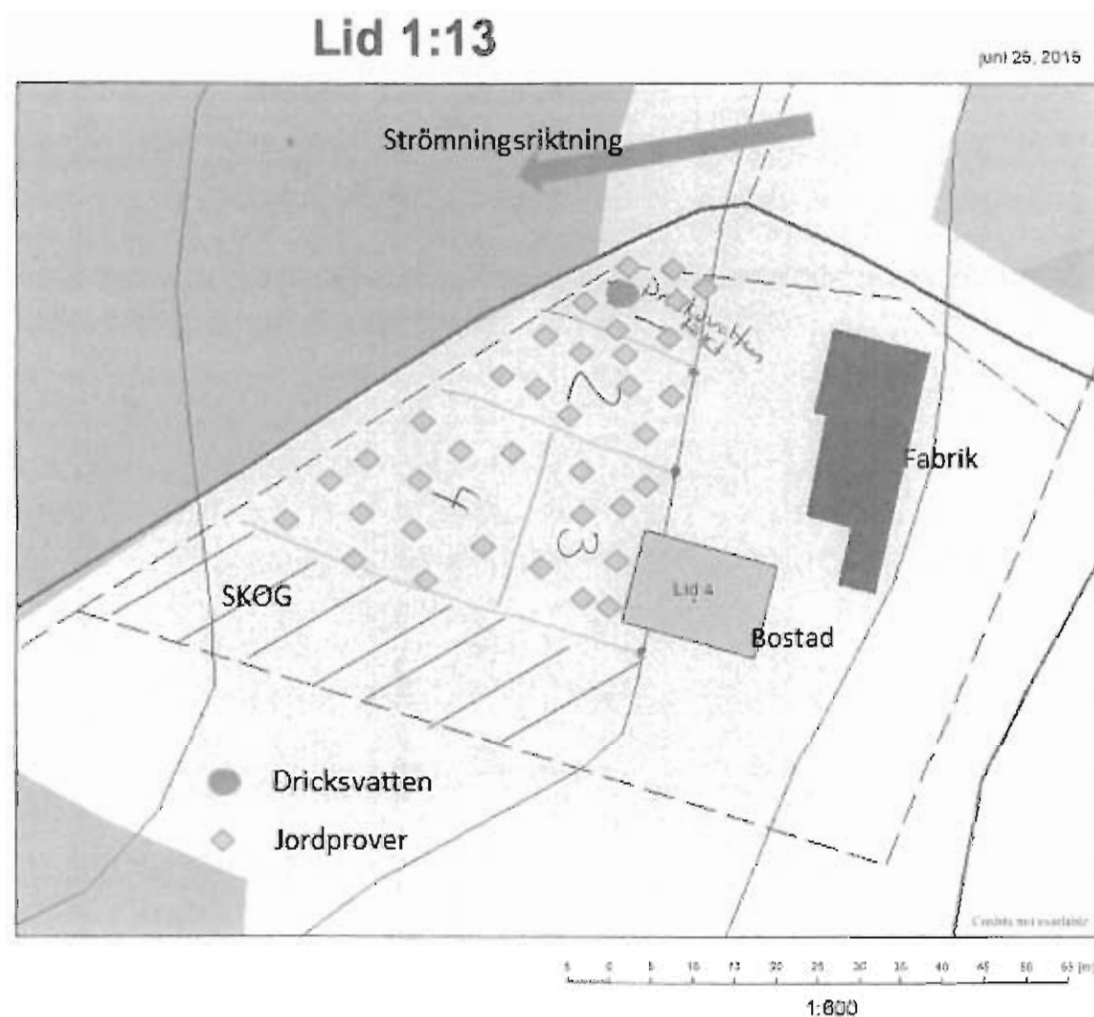 Lid 1:13
juni 25, 2015
Strömningsriktning
2
Fabrik
4
3
Lid 4
SKOG
Bostad
Dricksvatten
Jordprover
5 0 5 10 15 20 25 30 35 40 45 50 55 [m]
1:600